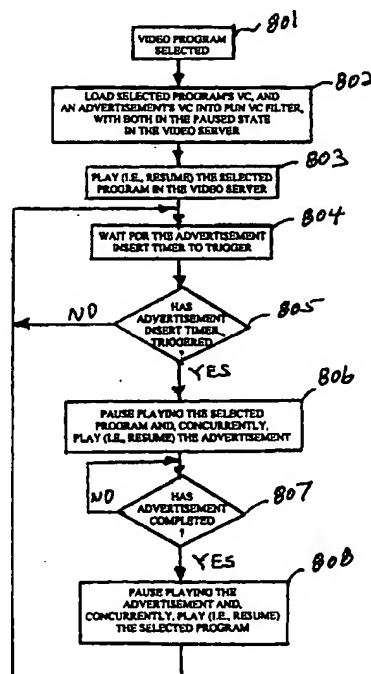 801
VIDEO PROGRAM
SELECTED
802
LOAD SELECTED PROGRAM'S VC, AND
AN ADVERTISEMENT'S VC INTO PUN VC FILTER,
WITH BOTH IN THE PAUSED STATE
IN THE VIDEO SERVER
803
PLAY (I.E., RESUME) THE SELECTED
PROGRAM IN THE VIDEO SERVER
804
WAIT FOR THE ADVERTISEMENT
INSERT TIMER TO TRIGGER
805
HAS
ADVERTISEMENT
INSERT TIMER
TRIGGERED
?
NO
YES
806
PAUSE PLAYING THE SELECTED
PROGRAM AND, CONCURRENTLY,
PLAY (I.E., RESUME) THE ADVERTISEMENT
807
HAS
ADVERTISEMENT
COMPLETED
?
NO
YES
808
PAUSE PLAYING THE
ADVERTISEMENT AND,
CONCURRENTLY, PLAY (I.E., RESUME)
THE SELECTED PROGRAM